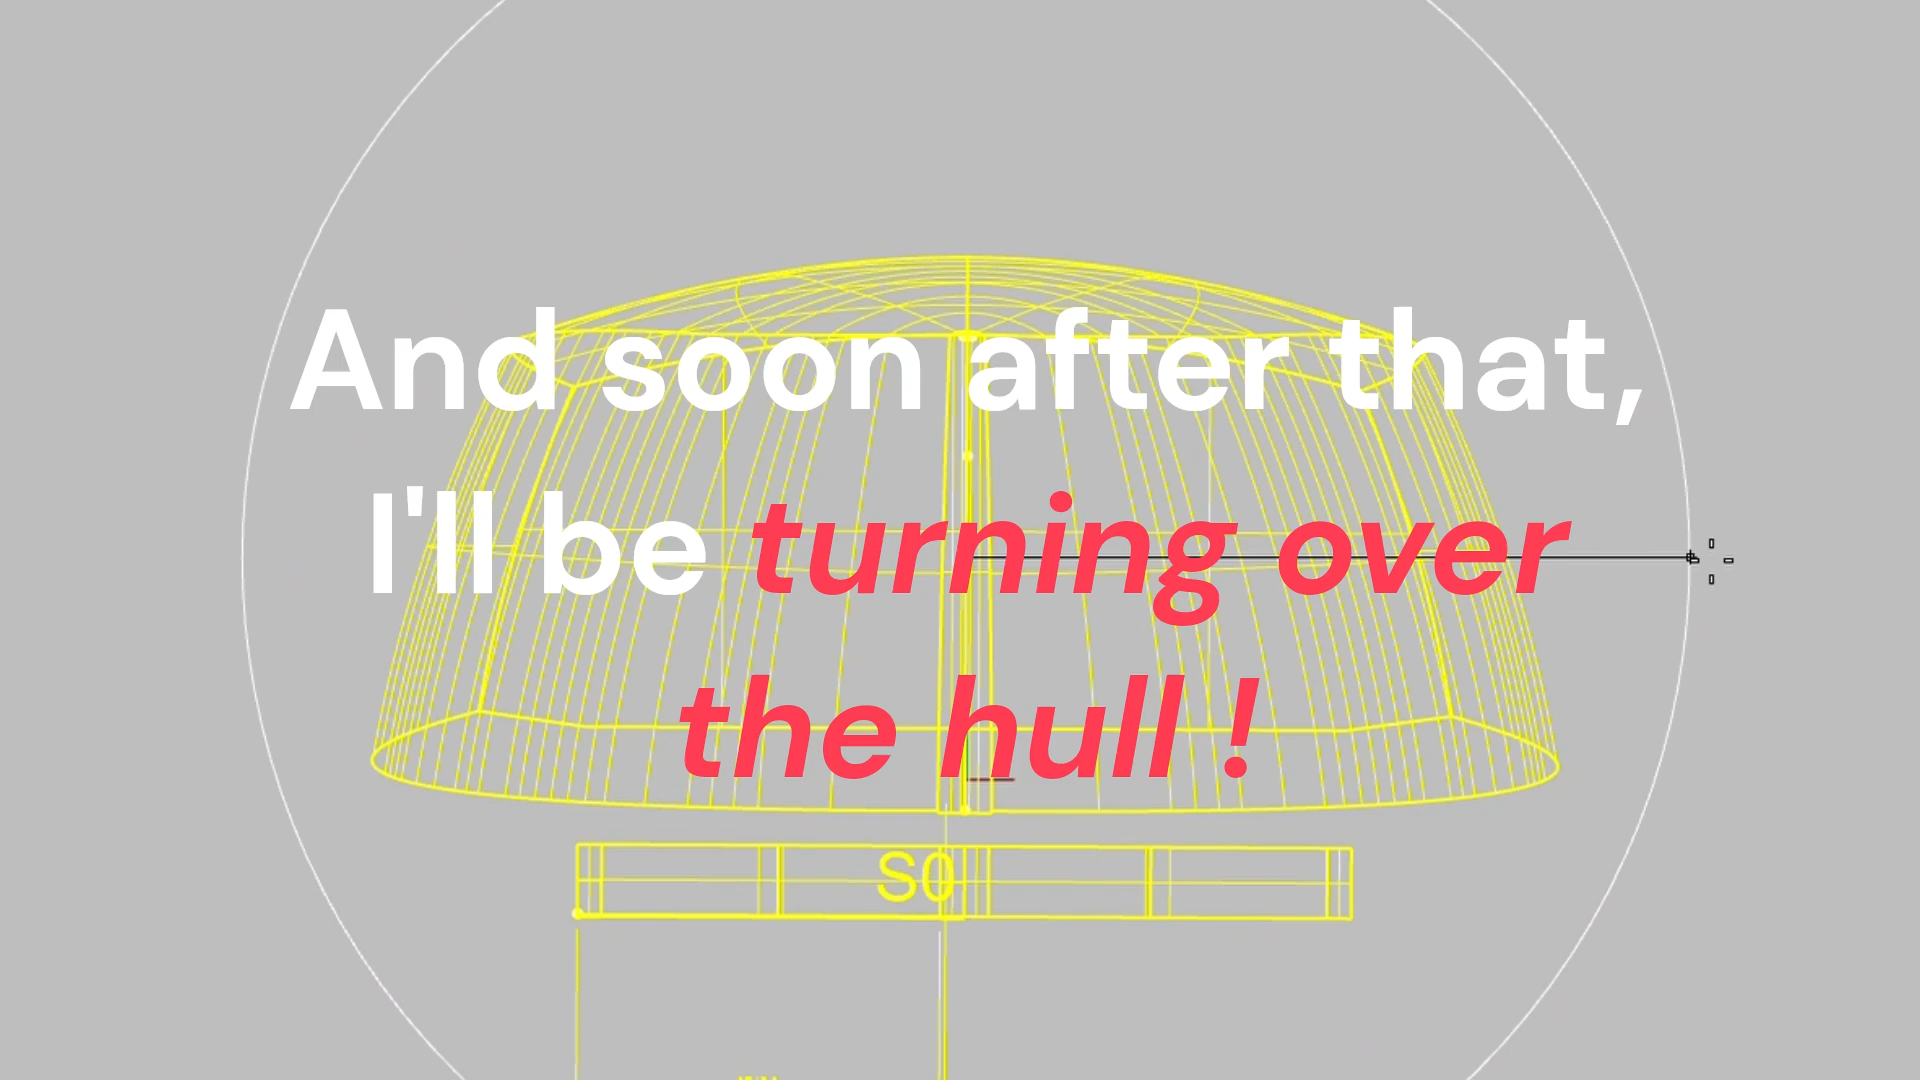 And soon after that,
I'll be turning over
the hull !
S0